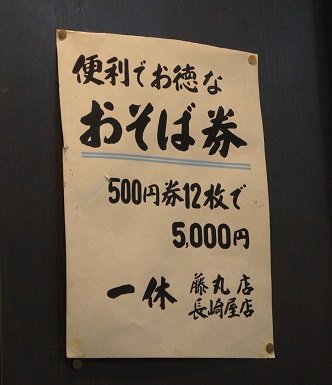 便利でお徳な
おそば券
500円券12枚で
5,000円
一休 藤丸店
長崎屋店